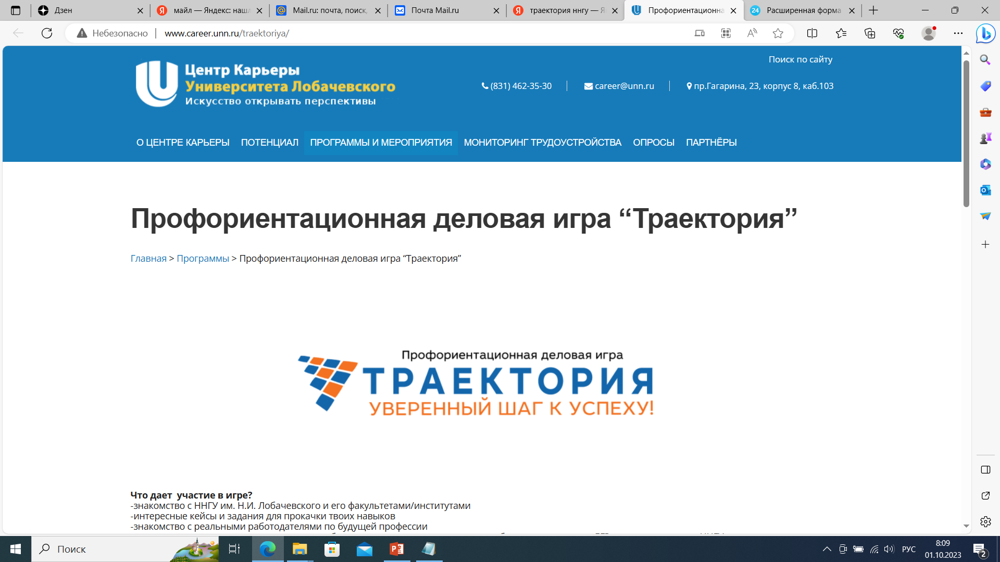 Дзен
майл — Яндекс: наш
Mail.ru: почта, поиск,
Почта Mail.ru
траектория ннгу — Я
Профориентационна
24
Расширенная форма
Небезопасно
www.career.unn.ru/traektoriya/
Поиск по сайту
Центр Карьеры
Университета Лобачевского
Искусство открывать перспективы
(831) 462-35-30
career@unn.ru
пр.Гагарина, 23, корпус 8, каб.103
О ЦЕНТРЕ КАРЬЕРЫ
ПОТЕНЦИАЛ
ПРОГРАММЫ И МЕРОПРИЯТИЯ
МОНИТОРИНГ ТРУДОУСТРОЙСТВА
ОПРОСЫ
ПАРТНЁРЫ
Профориентационная деловая игра “Траектория”
Главная > Программы > Профориентационная деловая игра “Траектория”
Профориентационная деловая игра
ТРАЕКТОРИЯ
УВЕРЕННЫЙ ШАГ К УСПЕХУ!
Что дает участие в игре?
-знакомство с ННГУ им. Н.И. Лобачевского и его факультетами/институтами
-интересные кейсы и задания для прокачки твоих навыков
-знакомство с реальными работодателями по будущей профессии
Поиск
РУС
8:09
01.10.2023
2